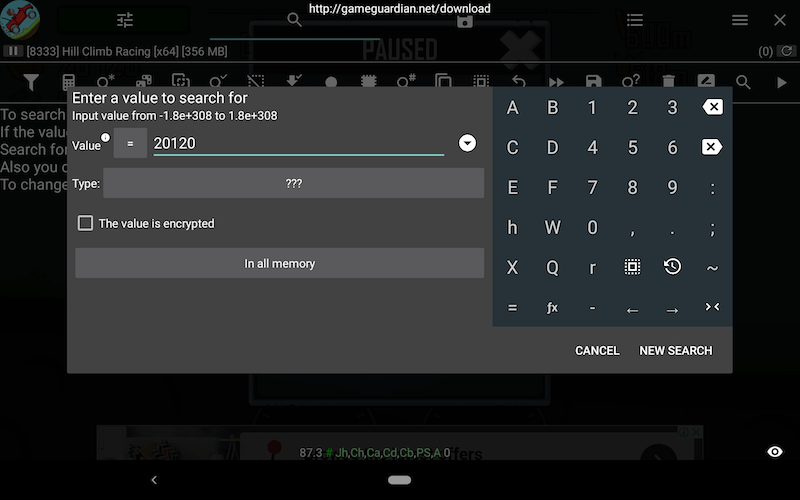 http://gameguardian.net/download
[8333] Hill Climb Racing [x64] [356 MB]
(0)
PAUSED
To search
If the valu
Search for
Also you c
To change
Enter a value to search for
Input value from -1.8e+308 to 1.8e+308
Value = 20120
Type: ???
The value is encrypted
In all memory
A B 1 2 3
C D 4 5 6
E F 7 8 9 :
h W 0 , . ;
X Q r ~
= ƒx - ← →
CANCEL NEW SEARCH
87.3 # Jh,Ch,Ca,Cd,Cb,PS,A 0